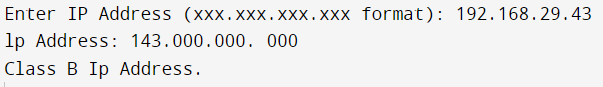 Enter IP Address (xxx.xxx.xxx.xxx format): 192.168.29.43
lp Address: 143.000.000. 000
Class B Ip Address.